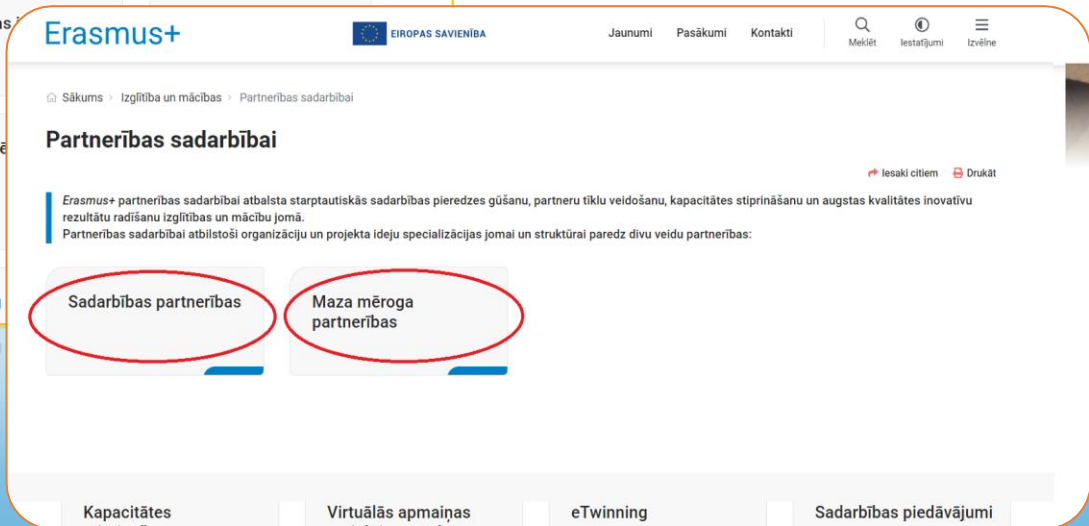 Erasmus+
EIROPAS SAVIENĪBA
Jaunumi Pasākumi Kontakti
Meklēt Iestatījumi Izvēlne
Sākums > Izglītība un mācības > Partnerības sadarbībai
Partnerības sadarbībai
Iesaki citiem Drukāt
Erasmus+ partnerības sadarbībai atbalsta starptautiskās sadarbības pieredzes gūšanu, partneru tīklu veidošanu, kapacitātes stiprināšanu un augstas kvalitātes inovatīvu
rezultātu radīšanu izglītības un mācību jomā.
Partnerības sadarbībai atbilstoši organizāciju un projekta ideju specializācijas jomai un struktūrai paredz divu veidu partnerības:
Sadarbības partnerības
Maza mēroga
partnerības
Kapacitātes
Virtuālās apmaiņas
eTwinning
Sadarbības piedāvājumi